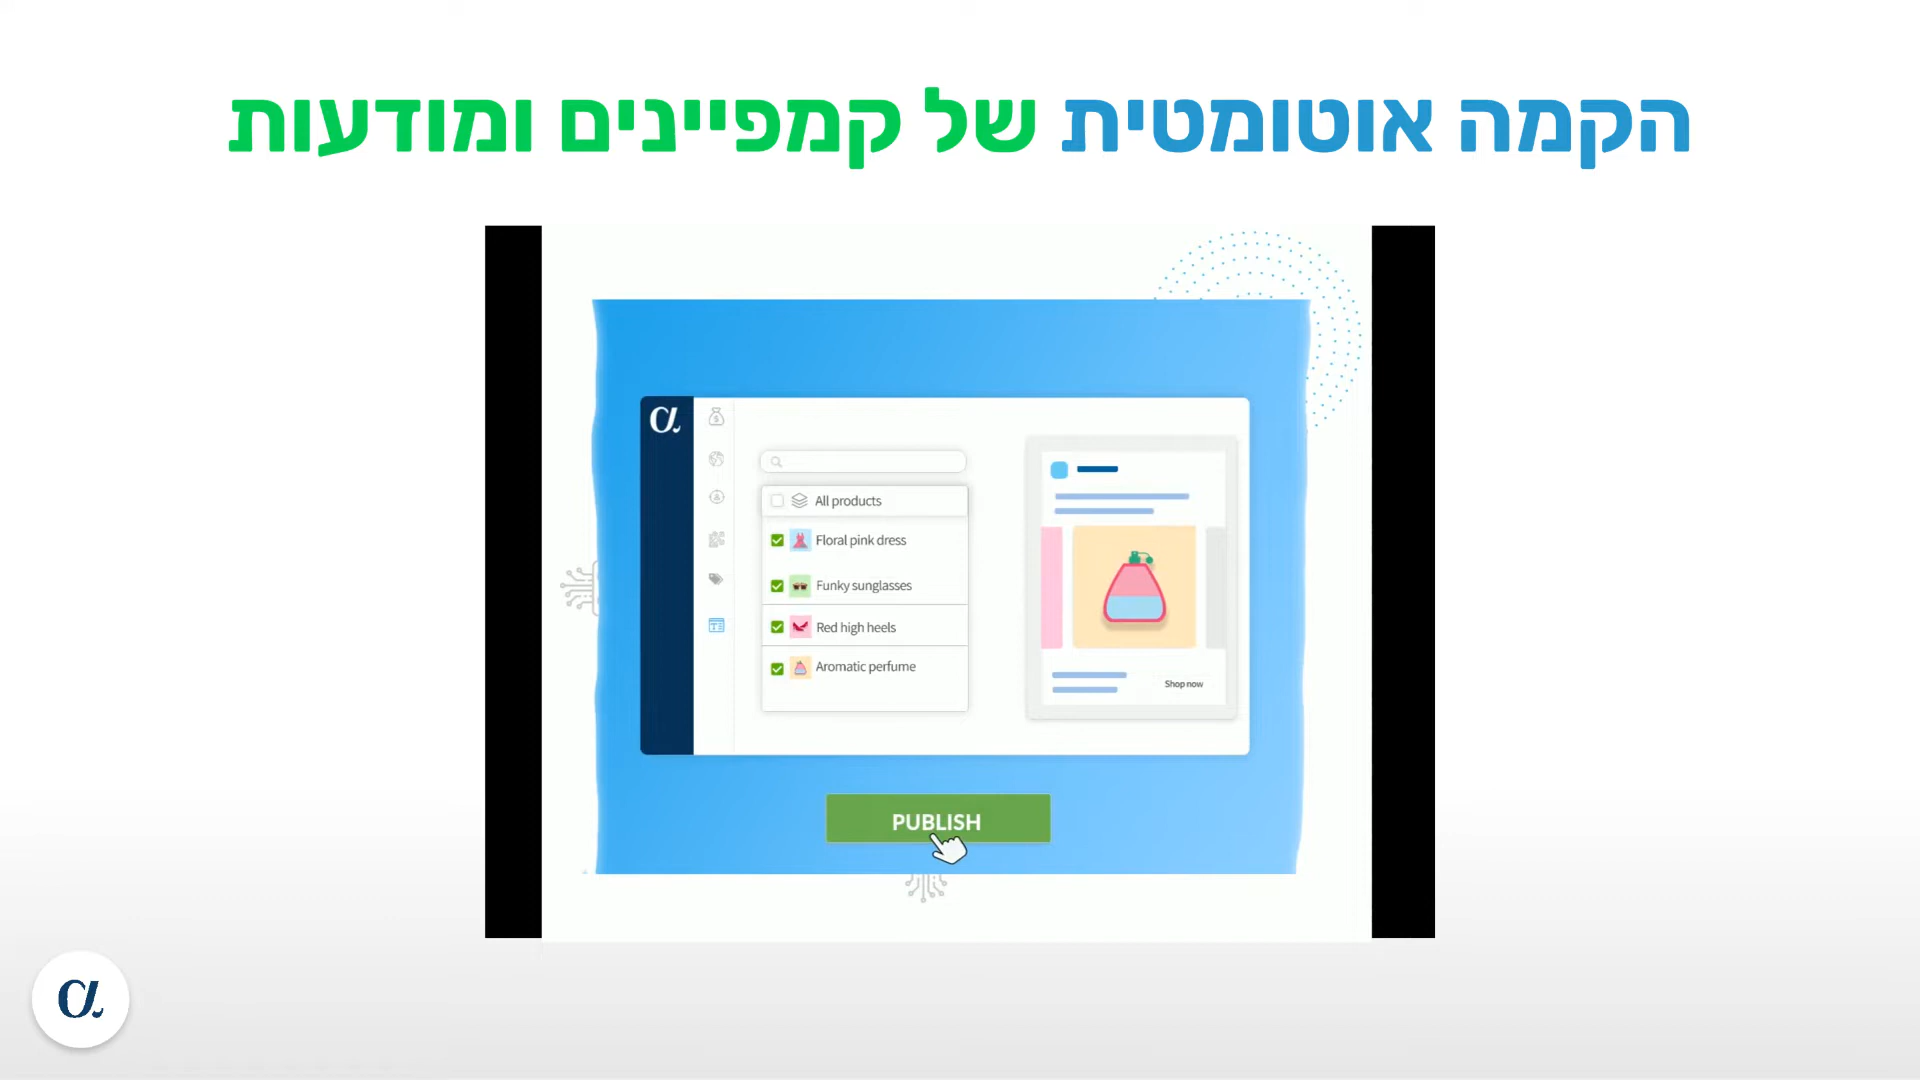 הקמה אוטומטית של קמפיינים ומודעות
α
All products
Floral pink dress
Funky sunglasses
Red high heels
Aromatic perfume
Shop now
PUBLISH
α